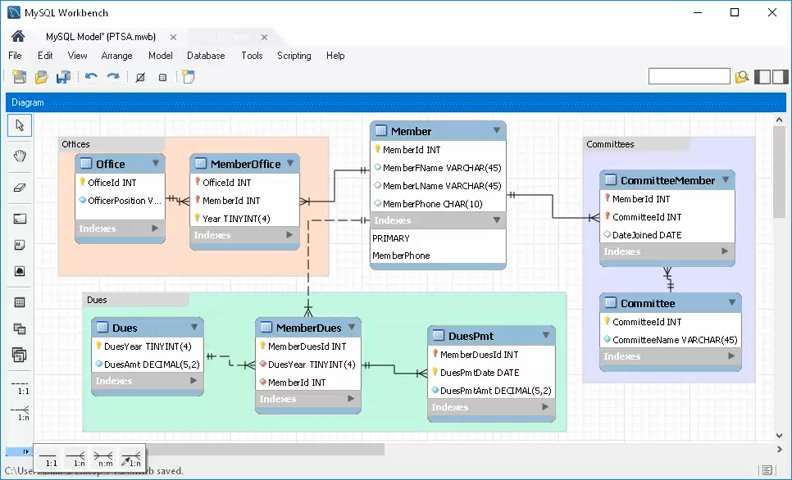 MySQL Workbench
MySQL Model* (PTSA.mwb)
File Edit View Arrange Model Database Tools Scripting Help
Diagram
Offices
Office
OfficeId INT
OfficerPosition V...
Indexes
MemberOffice
OfficeId INT
MemberId INT
Year TINYINT(4)
Indexes
Member
MemberId INT
MemberFName VARCHAR(45)
MemberLName VARCHAR(45)
MemberPhone CHAR(10)
Indexes
PRIMARY
MemberPhone
Committees
CommitteeMember
MemberId INT
CommitteeId INT
DateJoined DATE
Indexes
Committee
CommitteeId INT
CommitteeName VARCHAR(45)
Indexes
Dues
Dues
DuesYear TINYINT(4)
DuesAmt DECIMAL(5,2)
Indexes
MemberDues
MemberDuesId INT
DuesYear TINYINT(4)
MemberId INT
Indexes
DuesPmt
MemberDuesId INT
DuesPmtDate DATE
DuesPmtAmt DECIMAL(5,2)
Indexes
1:1
1:n
1:1 1:n n:m 1:n
saved.